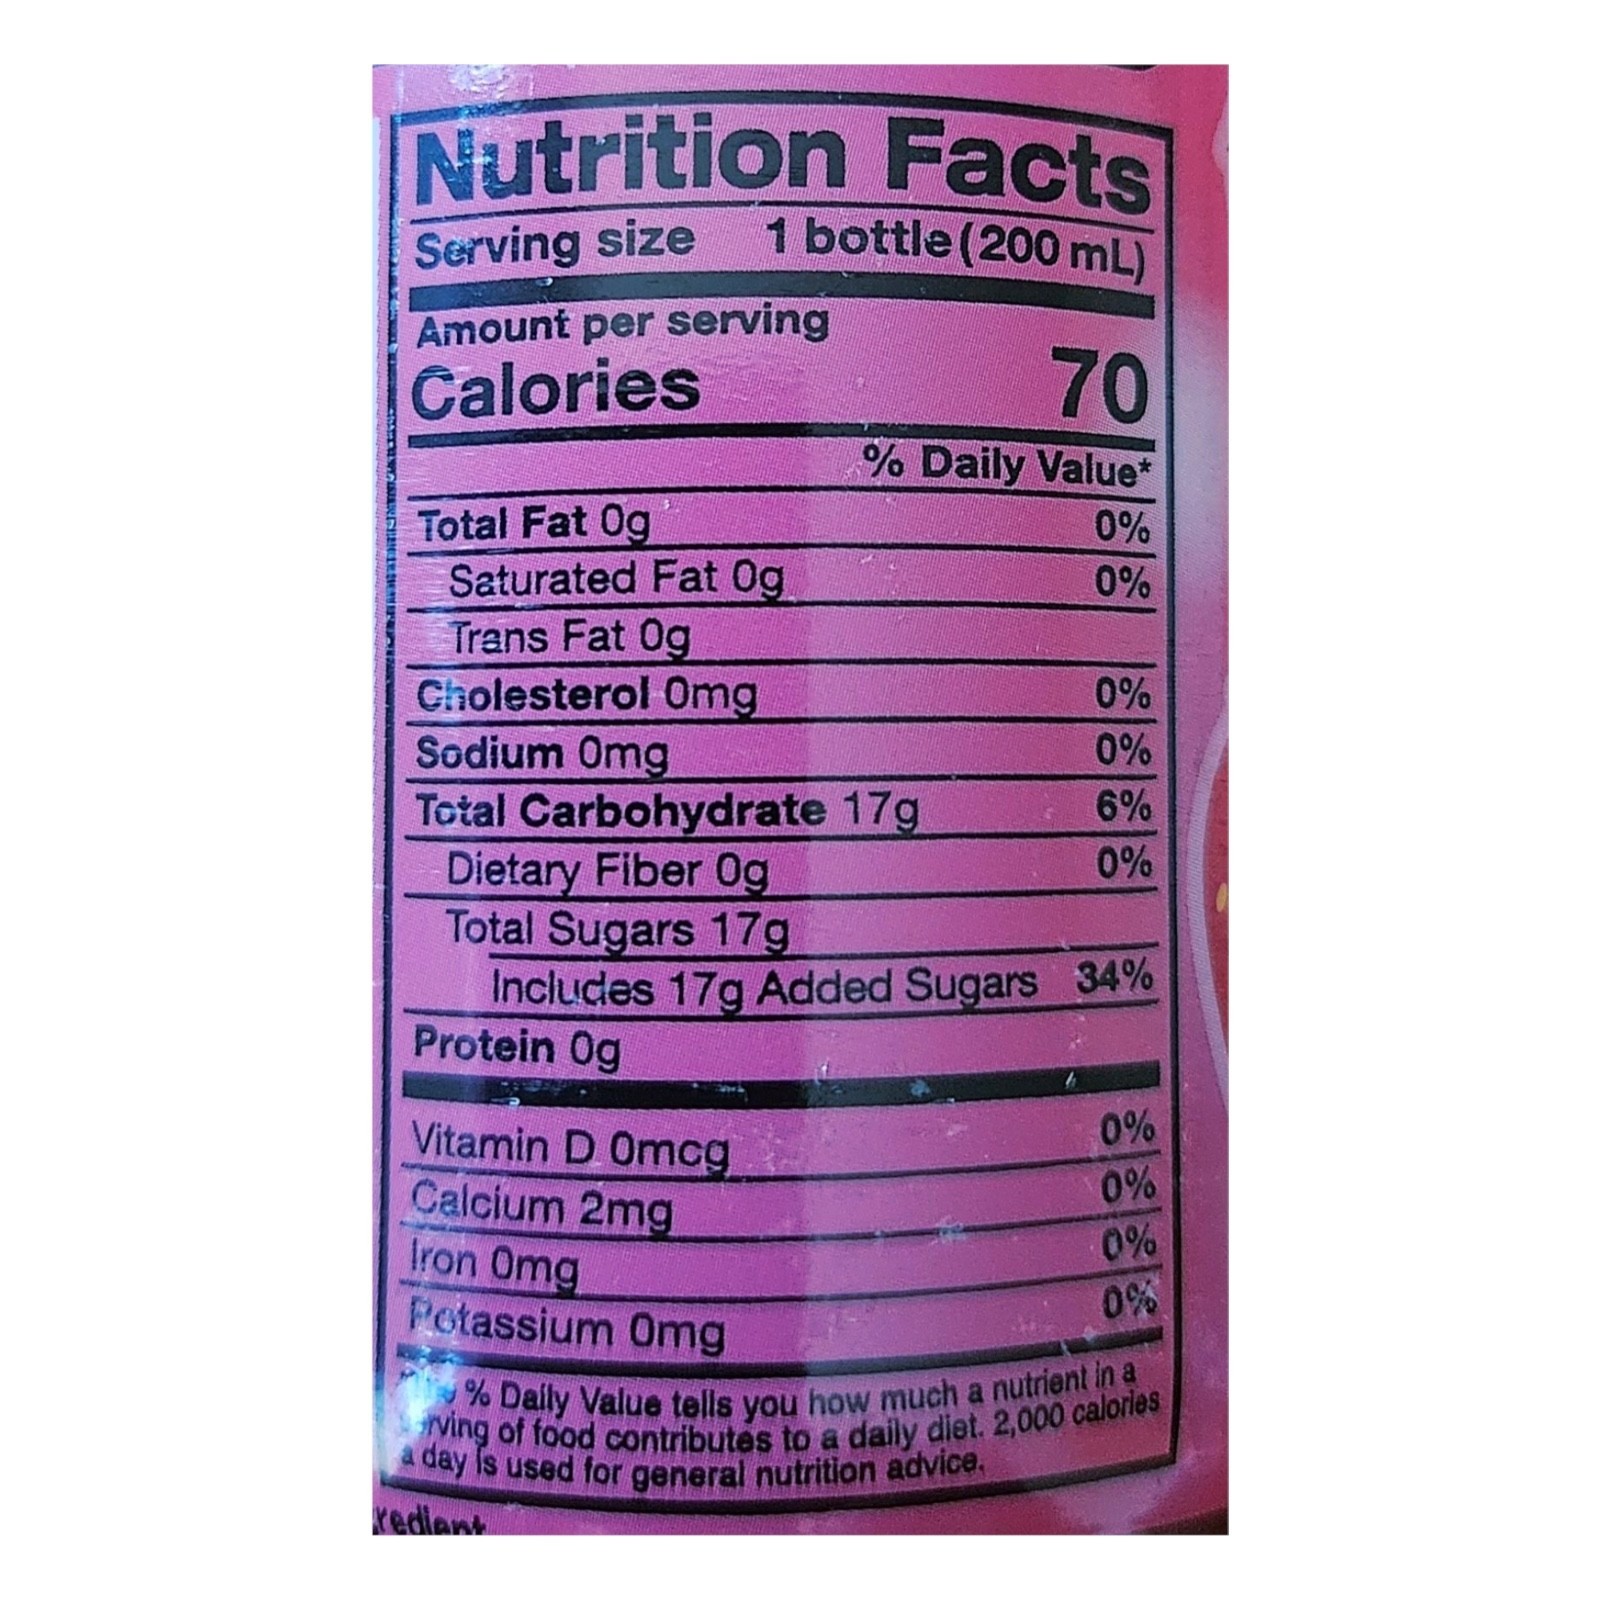 Nutrition Facts
Serving size 1 bottle (200 mL)
Amount per serving
Calories 70
% Daily Value*
Total Fat 0g 0%
Saturated Fat 0g 0%
Trans Fat 0g
Cholesterol 0mg 0%
Sodium 0mg 0%
Total Carbohydrate 17g 6%
Dietary Fiber 0g 0%
Total Sugars 17g
Includes 17g Added Sugars 34%
Protein 0g
Vitamin D 0mcg 0%
Calcium 2mg 0%
Iron 0mg 0%
Potassium 0mg 0%
% Daily Value tells you how much a nutrient in a
serving of food contributes to a daily diet. 2,000 calories
a day is used for general nutrition advice.